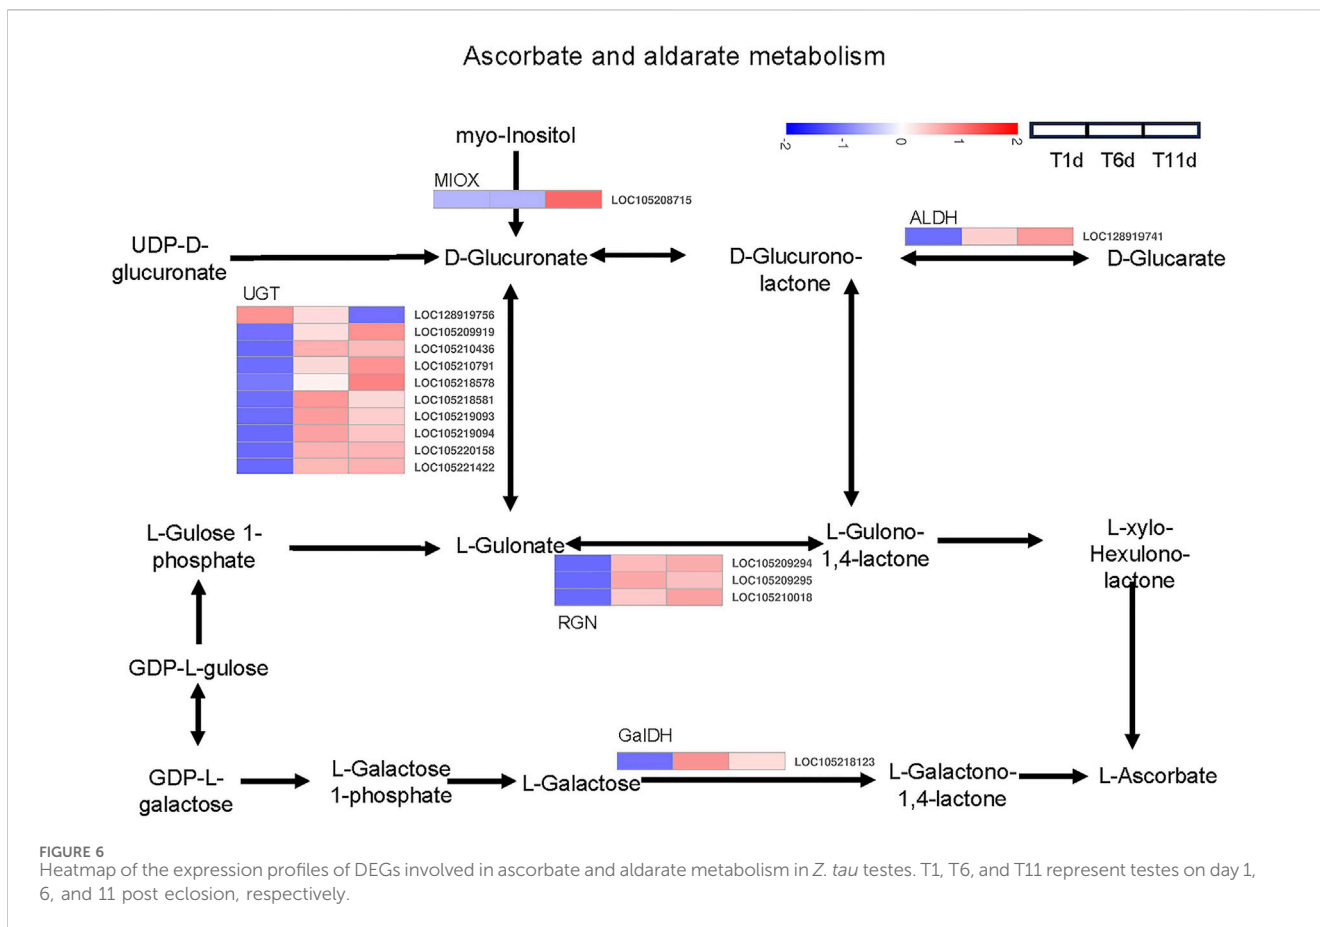 Ascorbate and aldarate metabolism
myo-Inositol
-2
-1
0
1
2
T1d T6d T11d
MIOX
LOC105208715
ALDH
LOC128919741
UDP-D-
glucuronate
D-Glucuronate
D-Glucurono-
lactone
D-Glucarate
UGT
LOC128919756
LOC105209919
LOC105210436
LOC105210791
LOC105218578
LOC105218581
LOC105219093
LOC105219094
LOC105220158
LOC105221422
L-Gulose 1-
phosphate
L-Gulonate
L-Gulono-
1,4-lactone
L-xylo-
Hexulono-
lactone
LOC105209294
LOC105209295
LOC105210018
RGN
GDP-L-gulose
GalDH
LOC105218123
GDP-L-
galactose
L-Galactose
1-phosphate
L-Galactose
L-Galactono-
1,4-lactone
L-Ascorbate
FIGURE 6
Heatmap of the expression profiles of DEGs involved in ascorbate and aldarate metabolism in Z. tau testes. T1, T6, and T11 represent testes on day 1,
6, and 11 post eclosion, respectively.